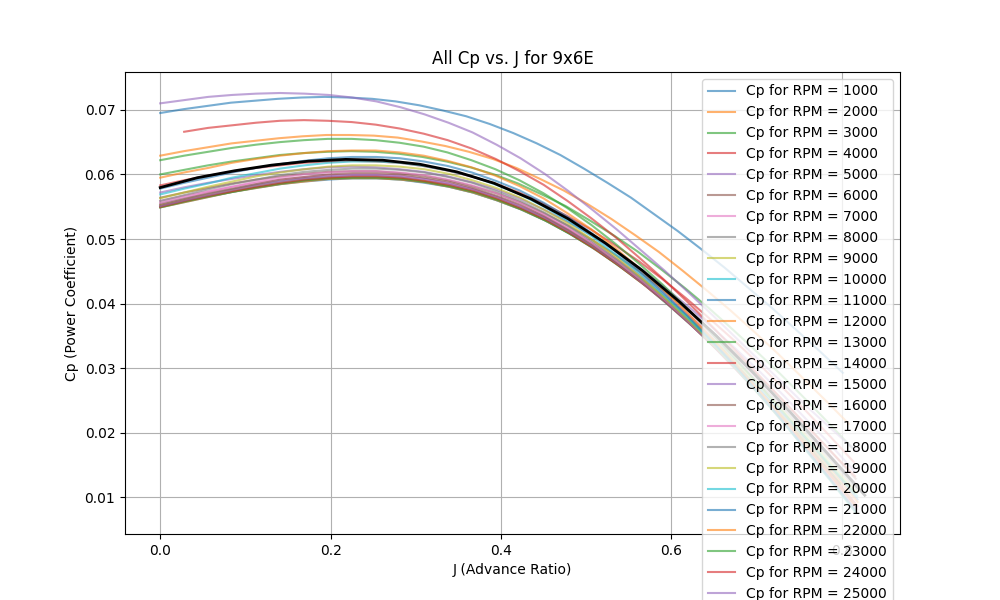 All Cp vs. J for 9x6E
Cp (Power Coefficient)
0.07
0.06
0.05
0.04
0.03
0.02
0.01
0.0
0.2
0.4
0.6
0.8
J (Advance Ratio)
Cp for RPM = 1000
Cp for RPM = 2000
Cp for RPM = 3000
Cp for RPM = 4000
Cp for RPM = 5000
Cp for RPM = 6000
Cp for RPM = 7000
Cp for RPM = 8000
Cp for RPM = 9000
Cp for RPM = 10000
Cp for RPM = 11000
Cp for RPM = 12000
Cp for RPM = 13000
Cp for RPM = 14000
Cp for RPM = 15000
Cp for RPM = 16000
Cp for RPM = 17000
Cp for RPM = 18000
Cp for RPM = 19000
Cp for RPM = 20000
Cp for RPM = 21000
Cp for RPM = 22000
Cp for RPM = 23000
Cp for RPM = 24000
Cp for RPM = 25000